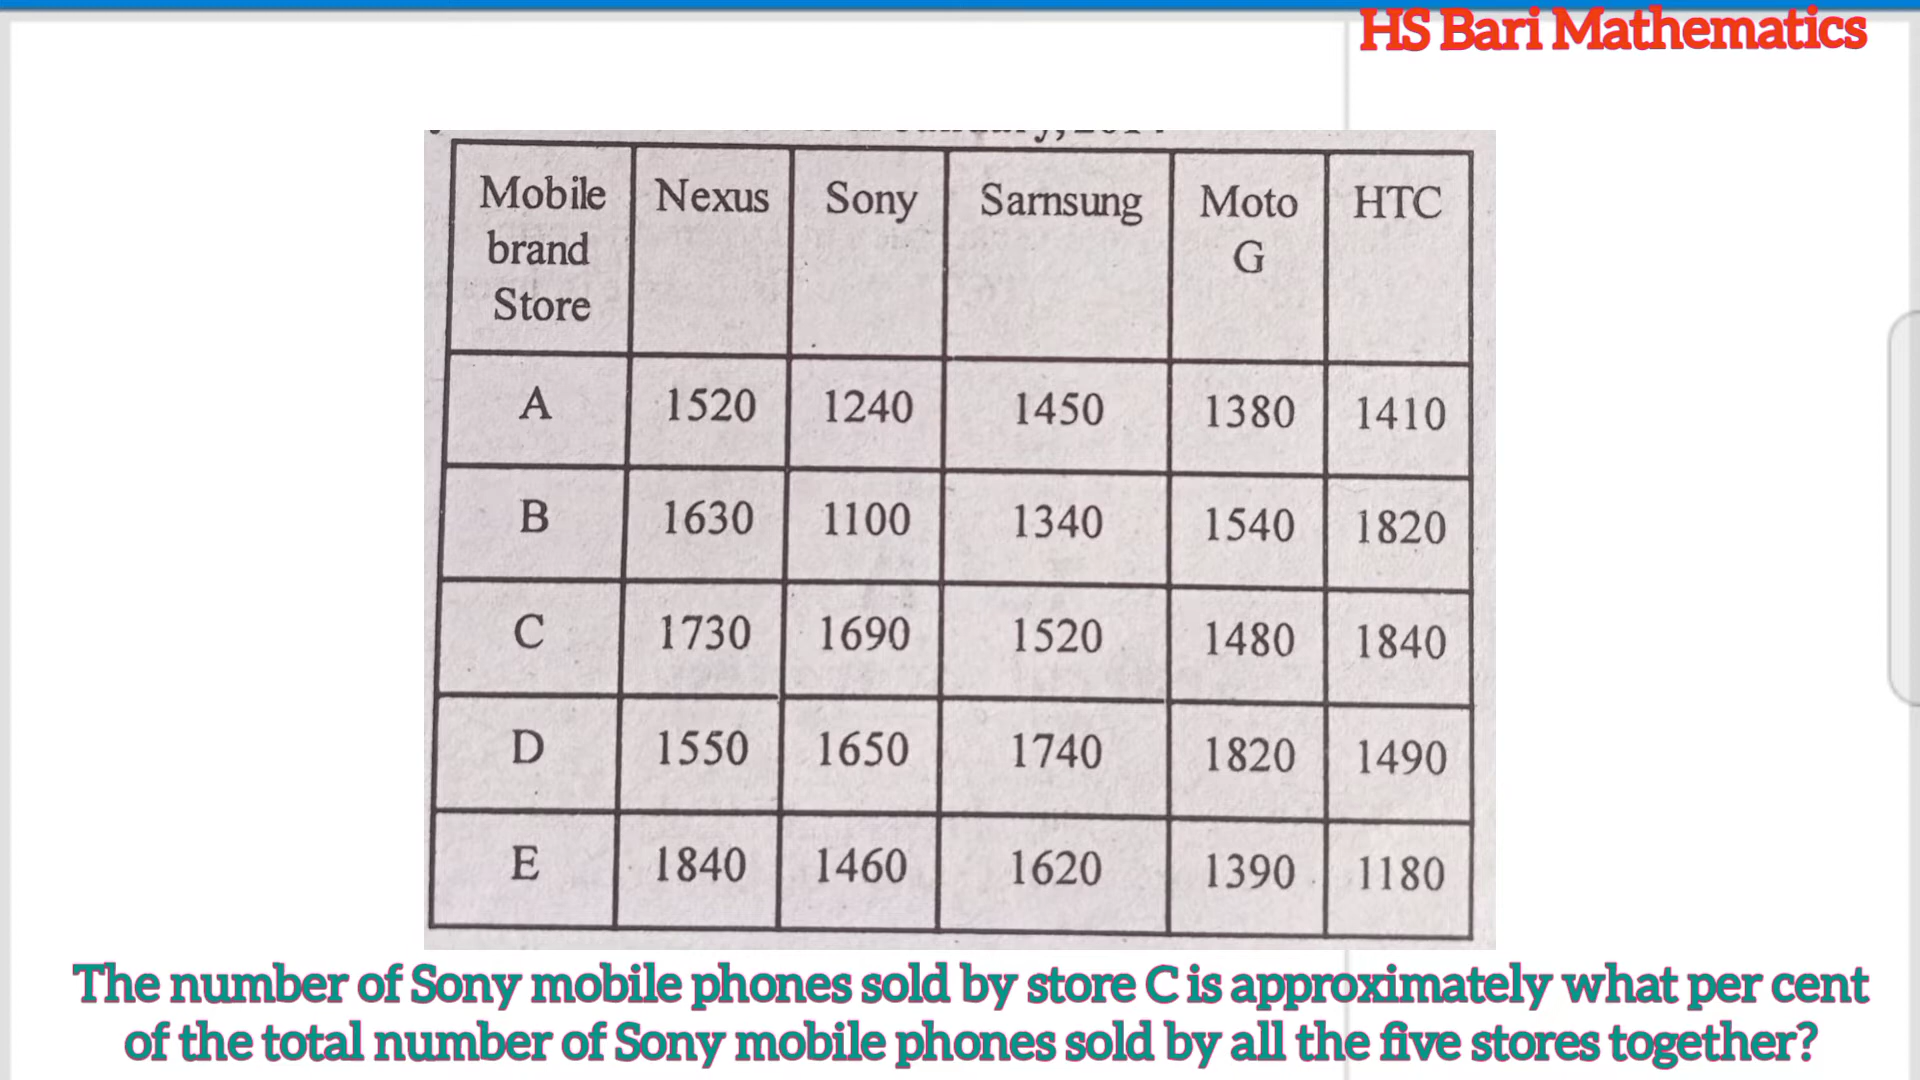 HS Bari Mathematics
Mobile brand Store Nexus Sony Sarnsung Moto G HTC
A 1520 1240 1450 1380 1410
B 1630 1100 1340 1540 1820
C 1730 1690 1520 1480 1840
D 1550 1650 1740 1820 1490
E 1840 1460 1620 1390 1180
The number of Sony mobile phones sold by store C is approximately what per cent
of the total number of Sony mobile phones sold by all the five stores together?